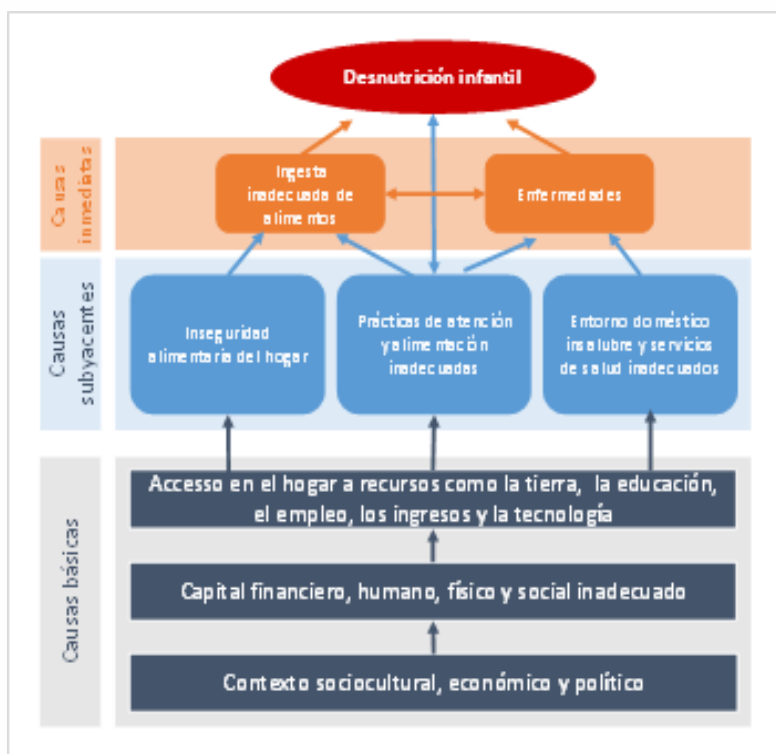 Desnutrición infantil
Causas
inmediatas
Ingesta
inadecuada de
alimentos
Enfermedades
Causas
subyacentes
Inseguridad
alimentaria del hogar
Prácticas de atención
y alimentación
inadecuadas
Entorno doméstico
insalubre y servicios
de salud inadecuados
Causas básicas
Accesso en el hogar a recursos como la tierra, la educación,
el empleo, los ingresos y la tecnología
Capital financiero, humano, físico y social inadecuado
Contexto sociocultural, económico y político